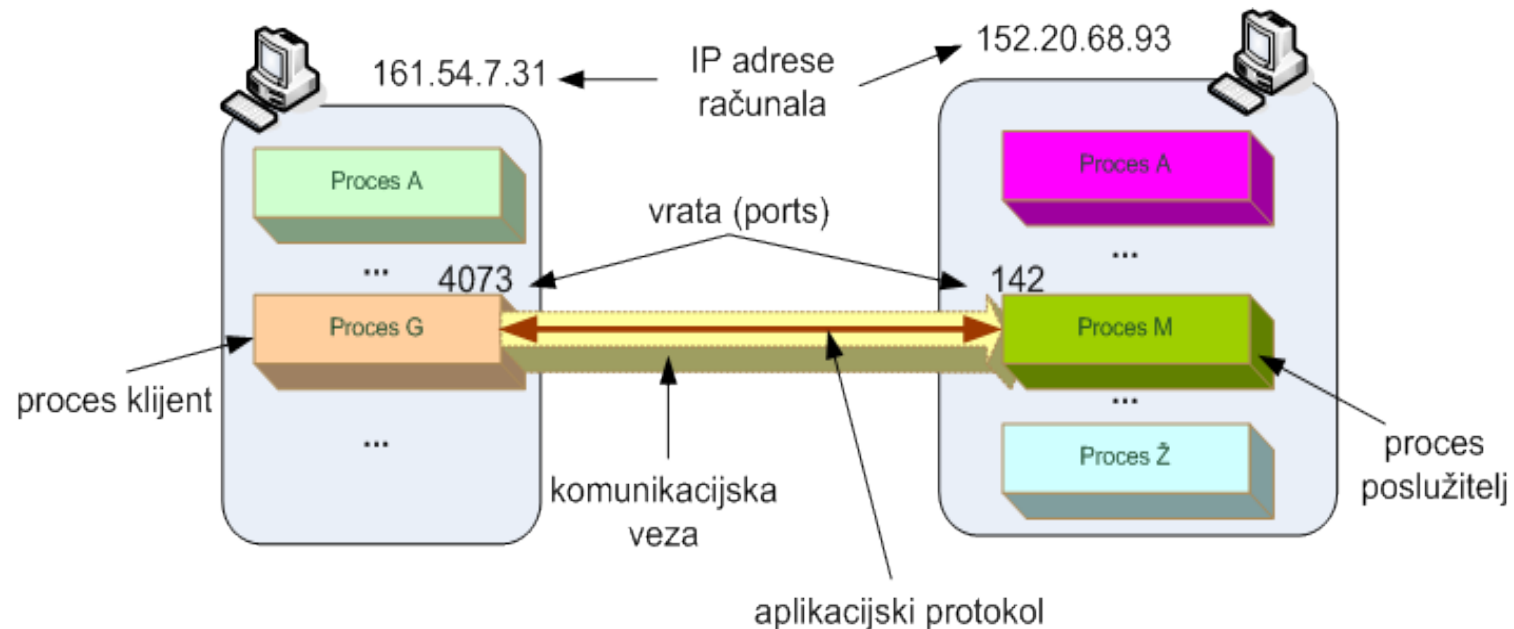 161.54.7.31
IP adrese
računala
152.20.68.93
Proces A
Proces A
vrata (ports)
...
4073
...
142
Proces G
Proces M
proces klijent
...
...
Proces Ž
komunikacijska
veza
proces
poslužitelj
aplikacijski protokol